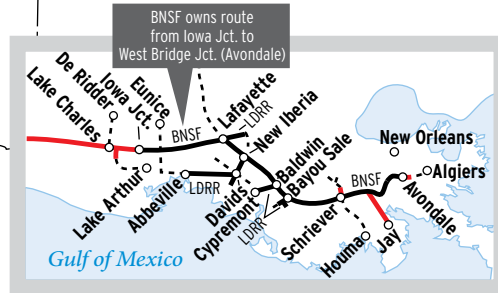 BNSF owns route
from Iowa Jct. to
West Bridge Jct. (Avondale)
Lake Charles
De Ridder
Iowa Jct.
Eunice
BNSF
Lafayette
LDRR
New Iberia
Lake Arthur
Abbeville
LDRR
Davids
Cypremont
LDRR
Baldwin
Bayou Sale
Schriever
BNSF
New Orleans
Algiers
Avondale
Houma
Jay
Gulf of Mexico